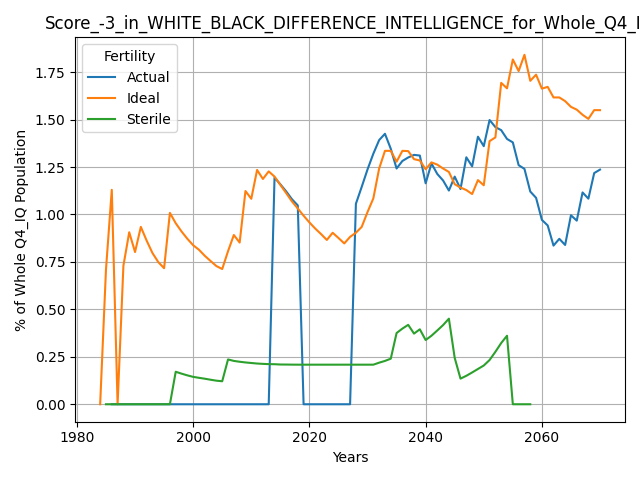 Score_-3_in_WHITE_BLACK_DIFFERENCE_INTELLIGENCE_for_Whole_Q4_I
Fertility
Actual
Ideal
Sterile
% of Whole Q4_IQ Population
1.75
1.50
1.25
1.00
0.75
0.50
0.25
0.00
1980 2000 2020 2040 2060
Years